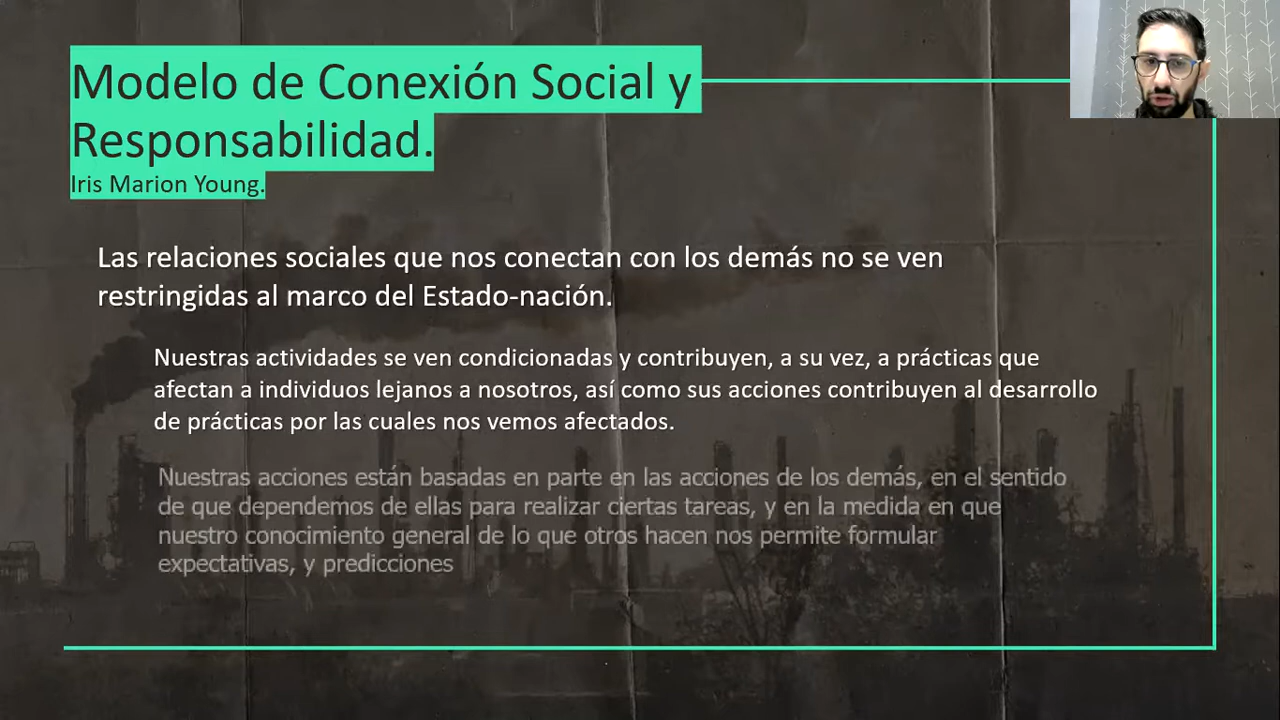 Modelo de Conexión Social y
Responsabilidad.
Iris Marion Young.
Las relaciones sociales que nos conectan con los demás no se ven
restringidas al marco del Estado-nación.
Nuestras actividades se ven condicionadas y contribuyen, a su vez, a prácticas que
afectan a individuos lejanos a nosotros, así como sus acciones contribuyen al desarrollo
de prácticas por las cuales nos vemos afectados.
Nuestras acciones están basadas en parte en las acciones de los demás, en el sentido
de que dependemos de ellas para realizar ciertas tareas, y en la medida en que
nuestro conocimiento general de lo que otros hacen nos permite formular
expectativas, y predicciones